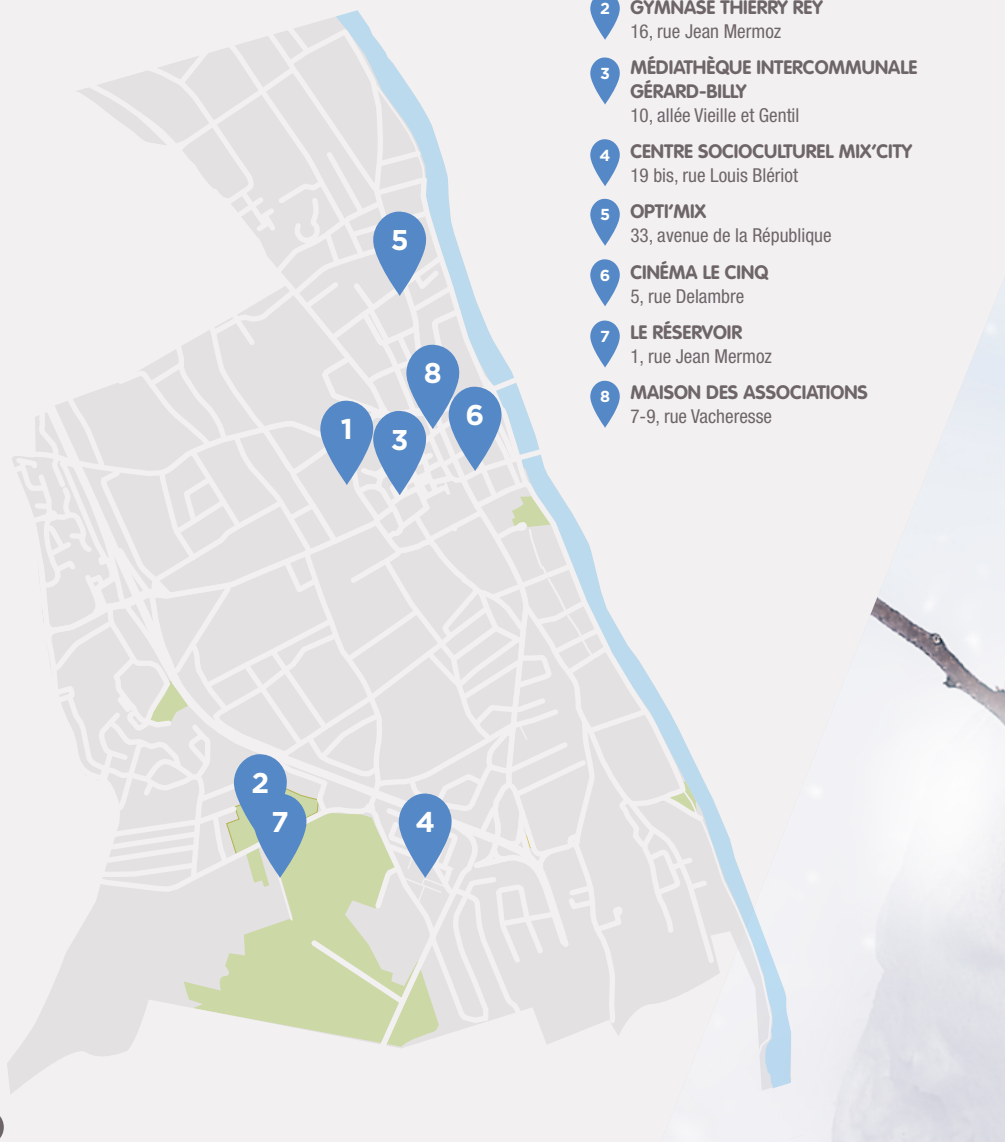 2 GYMNASE THIERRY REY
16, rue Jean Mermoz
3 MÉDIATHÈQUE INTERCOMMUNALE
GÉRARD-BILLY
10, allée Vieille et Gentil
4 CENTRE SOCIOCULTUREL MIX’CITY
19 bis, rue Louis Blériot
5 OPTI’MIX
33, avenue de la République
6 CINÉMA LE CINQ
5, rue Delambre
7 LE RÉSERVOIR
1, rue Jean Mermoz
8 MAISON DES ASSOCIATIONS
7-9, rue Vacheresse
5
8
6
1
3
2
7
4